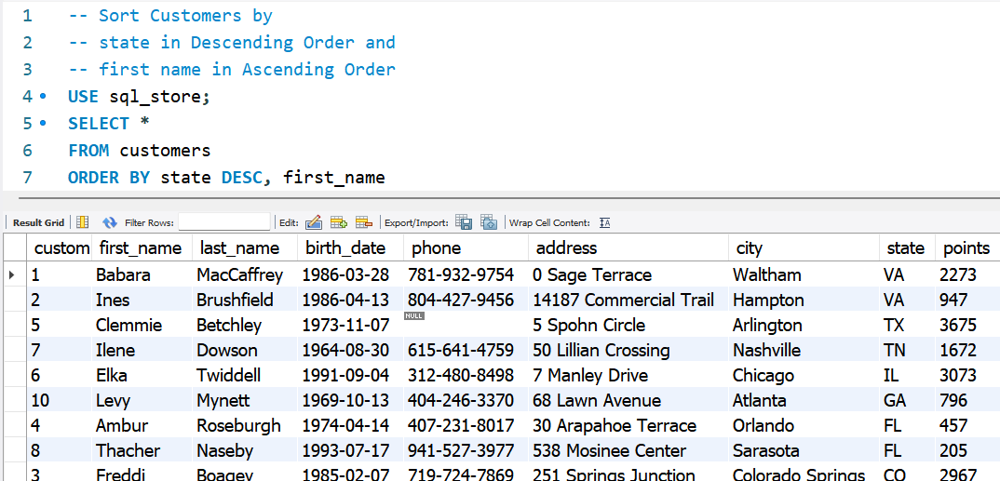 1 -- Sort Customers by
2 -- state in Descending Order and
3 -- first name in Ascending Order
4 USE sql_store;
5 SELECT *
6 FROM customers
7 ORDER BY state DESC, first_name
Result Grid Filter Rows: Edit: Export/Import: Wrap Cell Content: IA
custom first_name last_name birth_date phone address city state points
1 Babara MacCaffrey 1986-03-28 781-932-9754 0 Sage Terrace Waltham VA 2273
2 Ines Brushfield 1986-04-13 804-427-9456 14187 Commercial Trail Hampton VA 947
5 Clemmie Betchley 1973-11-07 NULL 5 Spohn Circle Arlington TX 3675
7 Ilene Dowson 1964-08-30 615-641-4759 50 Lillian Crossing Nashville TN 1672
6 Elka Twiddell 1991-09-04 312-480-8498 7 Manley Drive Chicago IL 3073
10 Levy Mynett 1969-10-13 404-246-3370 68 Lawn Avenue Atlanta GA 796
4 Ambur Roseburgh 1974-04-14 407-231-8017 30 Arapahoe Terrace Orlando FL 457
8 Thacher Naseby 1993-07-17 941-527-3977 538 Mosinee Center Sarasota FL 205
3 Freddi Boagey 1985-02-07 719-724-7869 251 Springs Junction Colorado Springs CO 2967